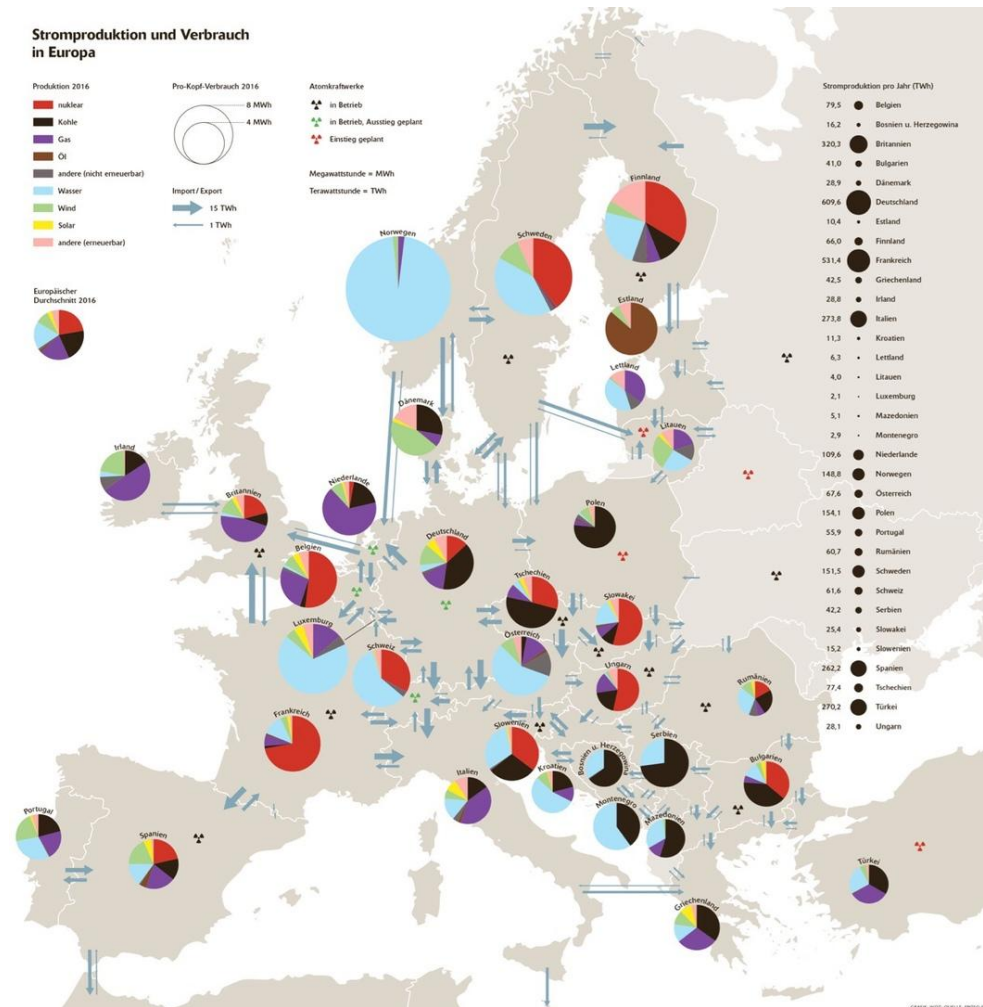 Stromproduktion und Verbrauch
in Europa
Produktion 2016
nuklear
Kohle
Gas
Öl
andere (nicht erneuerbar)
Wasser
Wind
Solar
andere (erneuerbar)
Pro-Kopf-Verbrauch 2016
8 MWh
4 MWh
Import / Export
15 TWh
1 TWh
Atomkraftwerke
in Betrieb
in Betrieb, Ausstieg geplant
Einstieg geplant
Megawattstunde = MWh
Terawattstunde = TWh
Europäischer
Durchschnitt 2016
Norwegen
Schweden
Finnland
Estland
Lettland
Litauen
Dänemark
Irland
Britannien
Niederlande
Belgien
Deutschland
Polen
Tschechien
Slowakei
Luxemburg
Schweiz
Österreich
Ungarn
Rumänien
Frankreich
Slowenien
Kroatien
Bosnien u. Herzegowina
Serbien
Bulgarien
Italien
Montenegro
Mazedonien
Portugal
Spanien
Griechenland
Türkei
Stromproduktion pro Jahr (TWh)
79,5 Belgien
16,2 Bosnien u. Herzegowina
320,3 Britannien
41,0 Bulgarien
28,9 Dänemark
609,6 Deutschland
10,4 Estland
66,0 Finnland
531,4 Frankreich
42,5 Griechenland
28,8 Irland
273,8 Italien
11,3 Kroatien
6,3 Lettland
4,0 Litauen
2,1 Luxemburg
5,1 Mazedonien
2,9 Montenegro
109,6 Niederlande
148,8 Norwegen
67,6 Österreich
154,1 Polen
55,9 Portugal
60,7 Rumänien
151,5 Schweden
61,6 Schweiz
42,2 Serbien
25,4 Slowakei
15,2 Slowenien
262,2 Spanien
77,4 Tschechien
270,2 Türkei
28,1 Ungarn